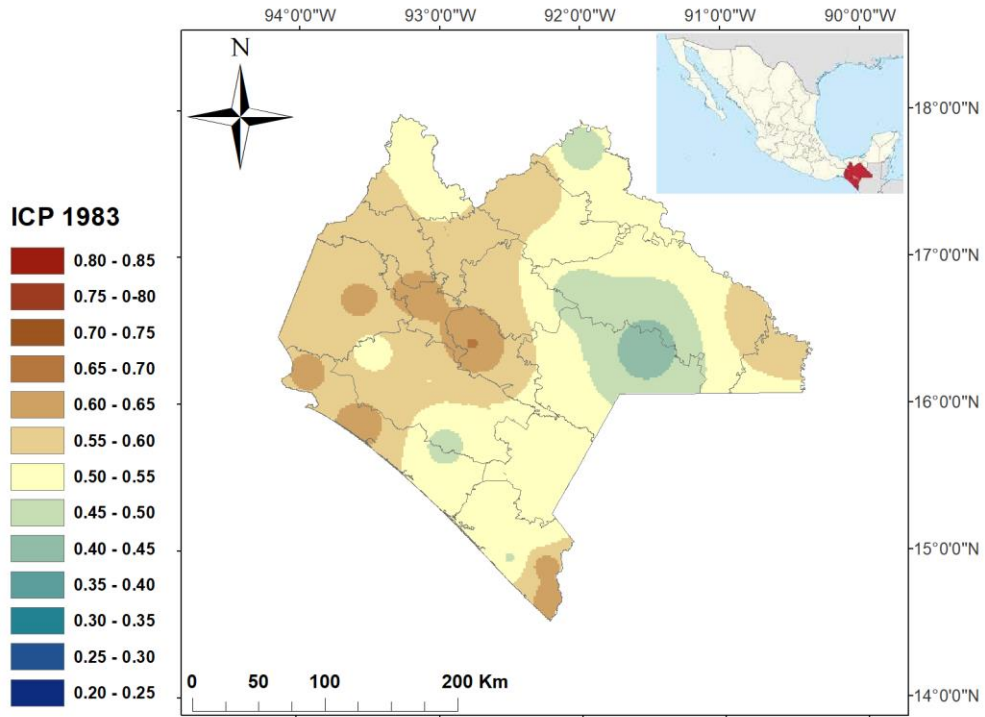 94°0'0"W 93°0'0"W 92°0'0"W 91°0'0"W 90°0'0"W
N
18°0'0"N
ICP 1983
0.80 - 0.85
0.75 - 0-80
0.70 - 0.75
0.65 - 0.70
0.60 - 0.65
0.55 - 0.60
0.50 - 0.55
0.45 - 0.50
0.40 - 0.45
0.35 - 0.40
0.30 - 0.35
0.25 - 0.30
0.20 - 0.25
17°0'0"N
16°0'0"N
15°0'0"N
14°0'0"N
0 50 100 200 Km